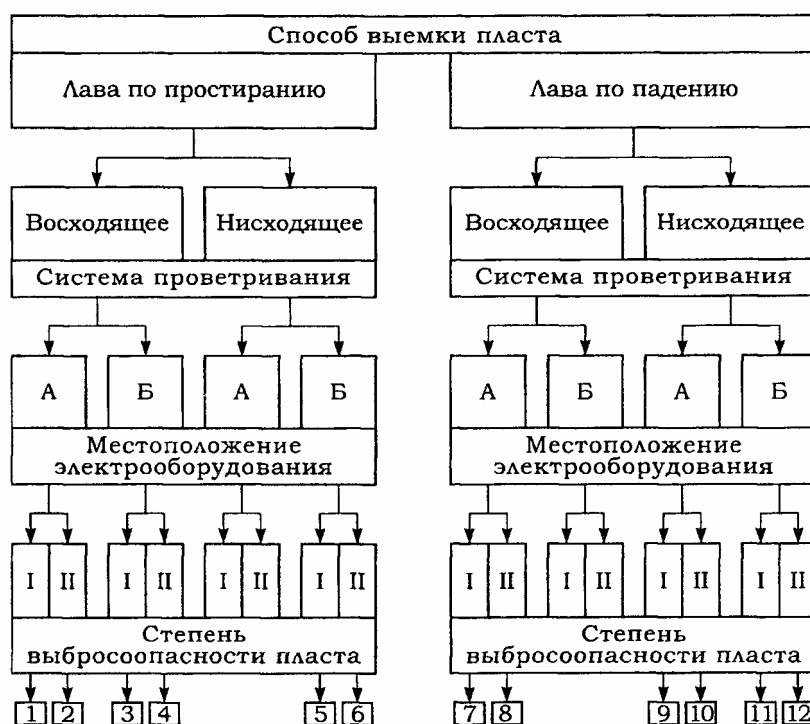 Способ выемки пласта
Лава по простиранию Лава по падению
Восходящее Нисходящее Восходящее Нисходящее
Система проветривания Система проветривания
А Б А Б А Б А Б
Местоположение Местоположение
электрооборудования электрооборудования
I II I II I II I II I II I II I II I II
Степень Степень
выбросоопасности пласта выбросоопасности пласта
1 2 3 4 5 6 7 8 9 10 11 12